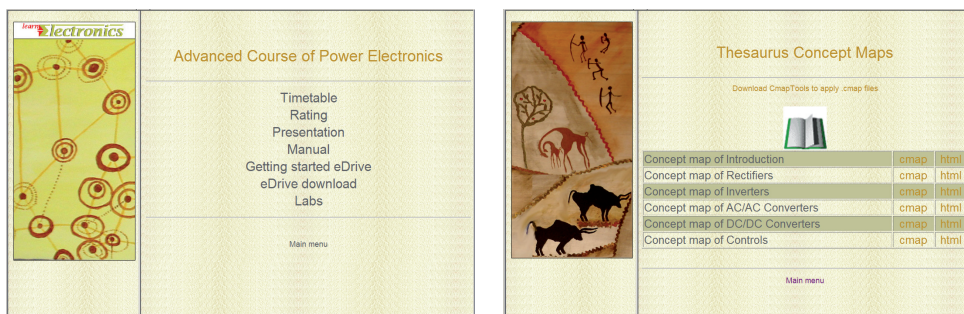 learn
Electronics
Advanced Course of Power Electronics
Timetable
Rating
Presentation
Manual
Getting started eDrive
eDrive download
Labs
Main menu
Thesaurus Concept Maps
Download CmapTools to apply .cmap files
Concept map of Introduction cmap html
Concept map of Rectifiers cmap html
Concept map of Inverters cmap html
Concept map of AC/AC Converters cmap html
Concept map of DC/DC Converters cmap html
Concept map of Controls cmap html
Main menu